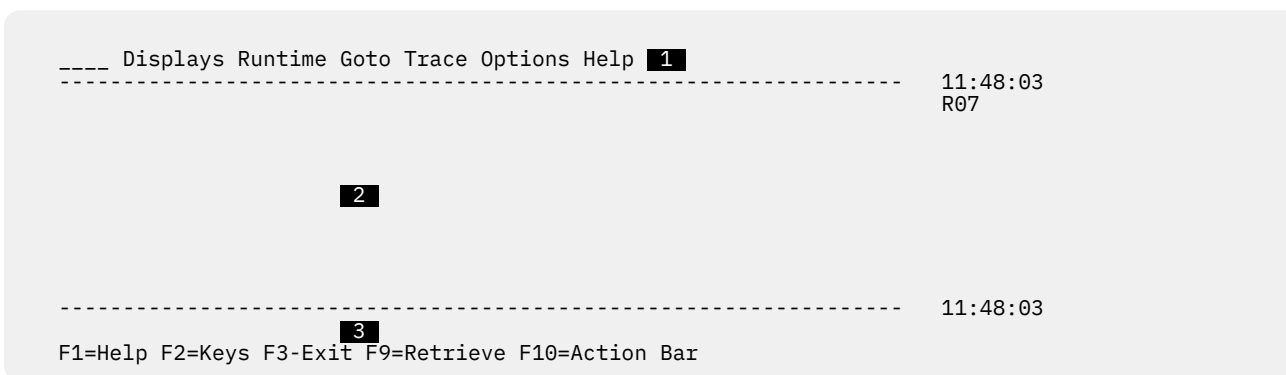 ____ Displays Runtime Goto Trace Options Help 1
------------------------------------------------------------------ 11:48:03
R07
2
------------------------------------------------------------------ 11:48:03
3
F1=Help F2=Keys F3-Exit F9=Retrieve F10=Action Bar